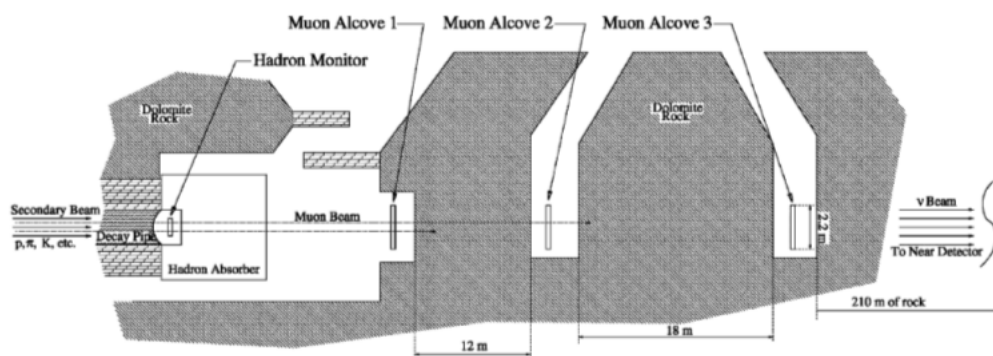 Muon Alcove 1
Muon Alcove 2
Muon Alcove 3
Hadron Monitor
Dolomite
Rock
Dolomite
Rock
Secondary Beam
p, π, K, etc.
Decay Pipe
Hadron Absorber
Muon Beam
2.2 m
ν Beam
To Near Detector
210 m of rock
12 m
18 m